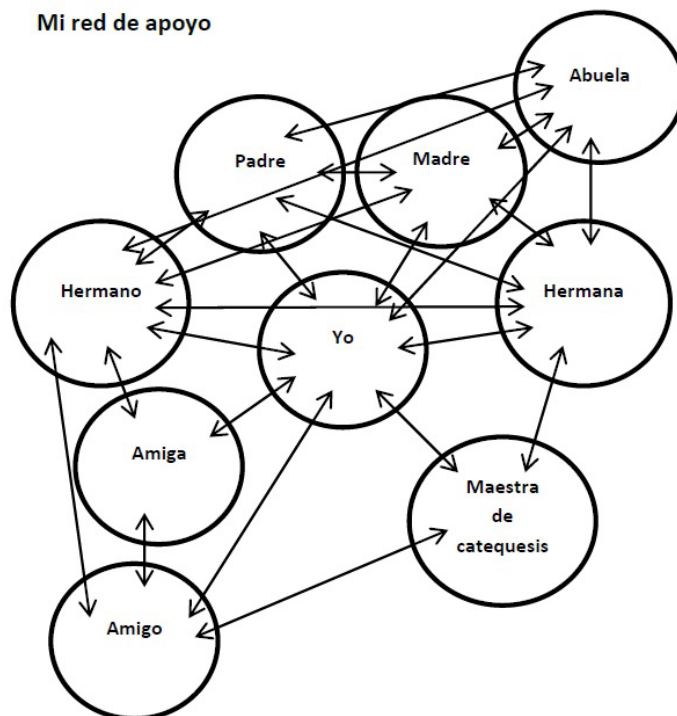 Mi red de apoyo
Abuela
Padre
Madre
Hermano
Hermana
Yo
Amiga
Maestra
de
catequesis
Amigo